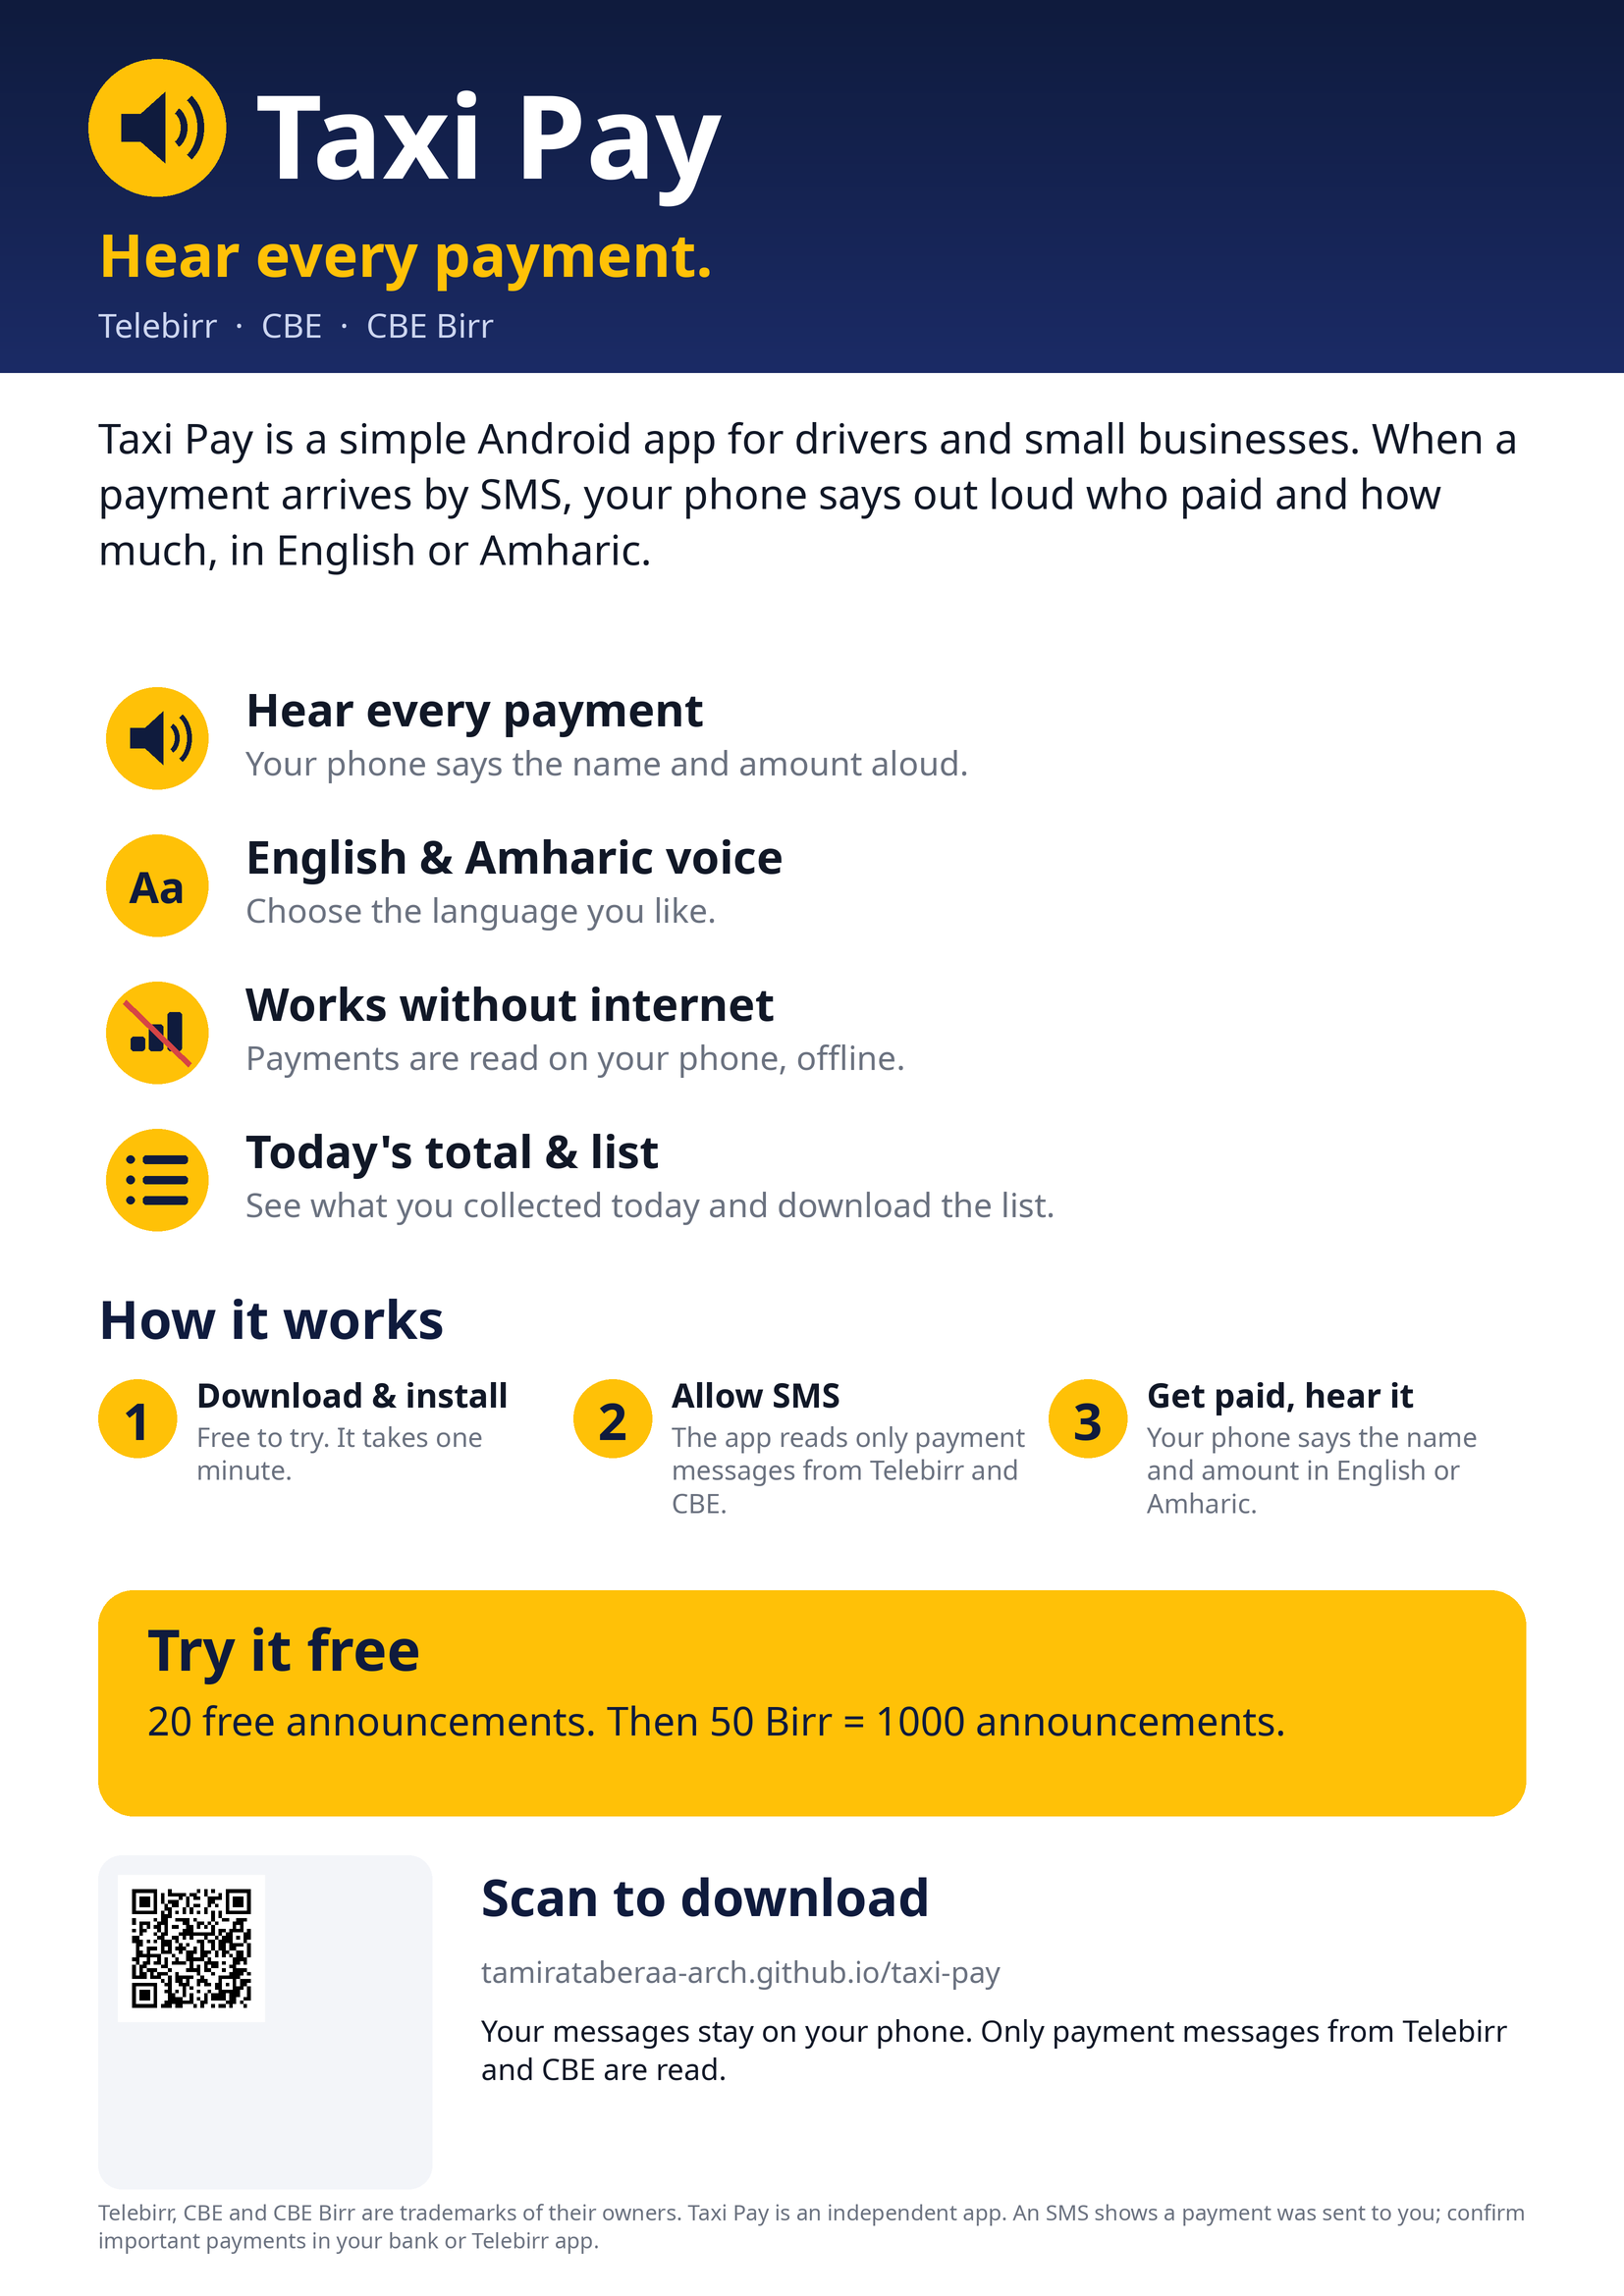 Taxi Pay
Hear every payment.
Telebirr · CBE · CBE Birr
Taxi Pay is a simple Android app for drivers and small businesses. When a
payment arrives by SMS, your phone says out loud who paid and how
much, in English or Amharic.
Hear every payment
Your phone says the name and amount aloud.
Aa
English & Amharic voice
Choose the language you like.
Works without internet
Payments are read on your phone, offline.
Today's total & list
See what you collected today and download the list.
How it works
1
Download & install
Free to try. It takes one
minute.
2
Allow SMS
The app reads only payment
messages from Telebirr and
CBE.
3
Get paid, hear it
Your phone says the name
and amount in English or
Amharic.
Try it free
20 free announcements. Then 50 Birr = 1000 announcements.
Scan to download
tamirataberaa-arch.github.io/taxi-pay
Your messages stay on your phone. Only payment messages from Telebirr
and CBE are read.
Telebirr, CBE and CBE Birr are trademarks of their owners. Taxi Pay is an independent app. An SMS shows a payment was sent to you; confirm
important payments in your bank or Telebirr app.